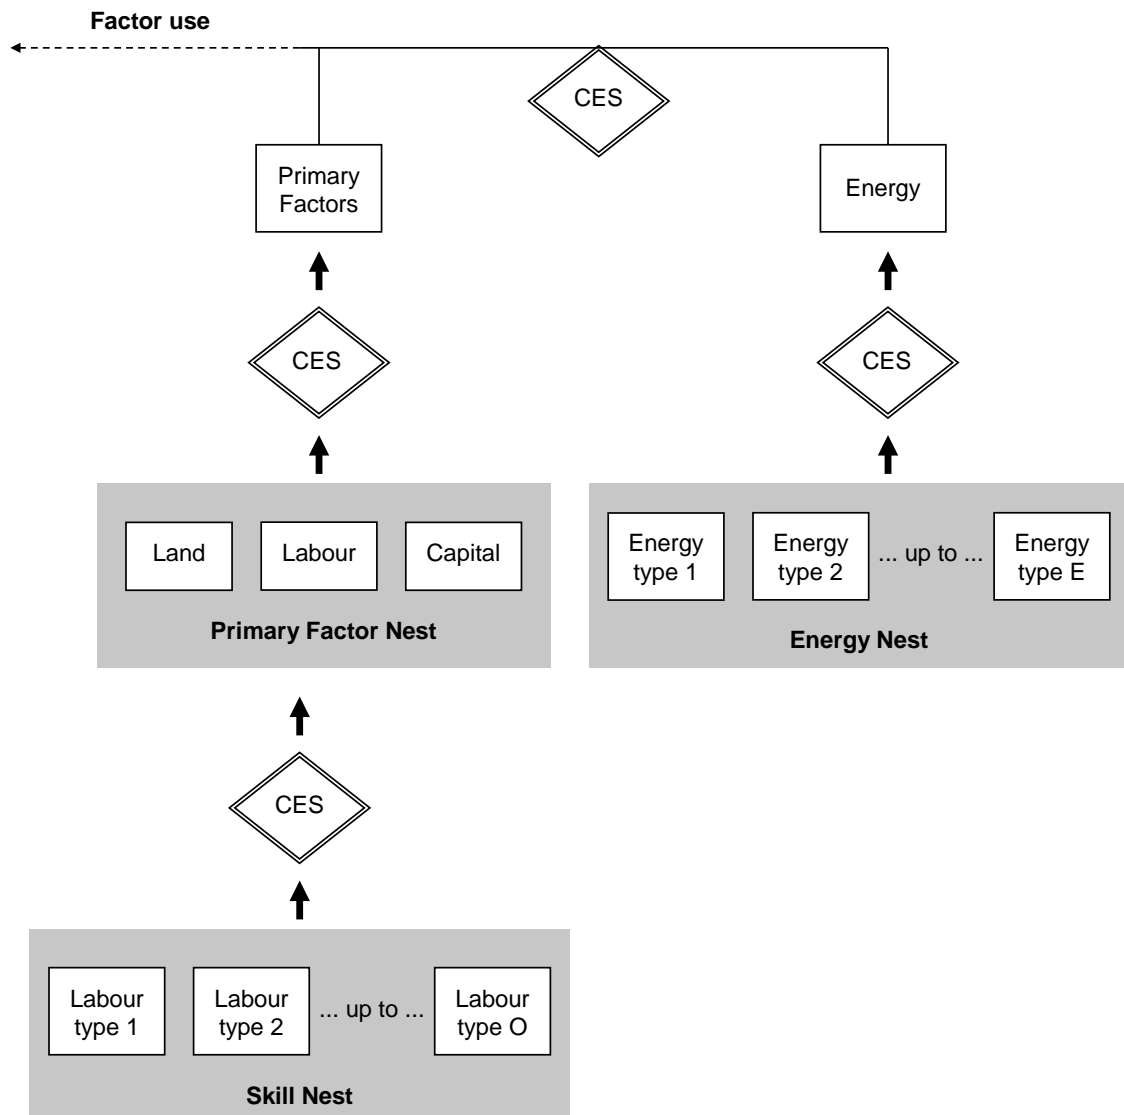 Factor use
CES
Primary
Factors
Energy
CES
CES
Land
Labour
Capital
Primary Factor Nest
Energy
type 1
Energy
type 2
... up to ...
Energy
type E
Energy Nest
CES
Labour
type 1
Labour
type 2
... up to ...
Labour
type O
Skill Nest